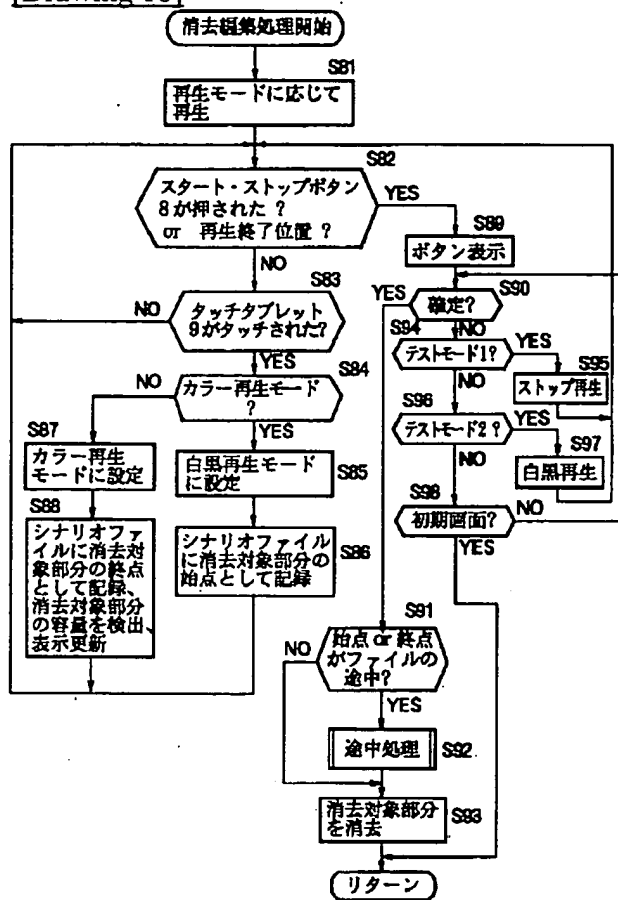 消去編集処理開始
S81
再生モードに応じて
再生
S82
スタート・ストップボタン
8が押された？
or 再生終了位置？
YES
NO
S89
ボタン表示
S83
タッチタブレット
9がタッチされた？
NO
YES
S90
確定？
YES
NO
S84
カラー再生モード
？
NO
YES
S94
テストモード1？
YES
NO
S95
ストップ再生
S87
カラー再生
モードに設定
S85
白黒再生モード
に設定
S96
テストモード2？
YES
NO
S97
白黒再生
S88
シナリオファ
イルに消去対
象部分の終点
として記録、
消去対象部分
の容量を検出、
表示更新
S86
シナリオファイル
に消去対象部分の
始点として記録
S98
初期画面？
NO
YES
S91
始点or終点
がファイルの
途中？
NO
YES
途中処理
S92
消去対象部分
を消去
S93
リターン